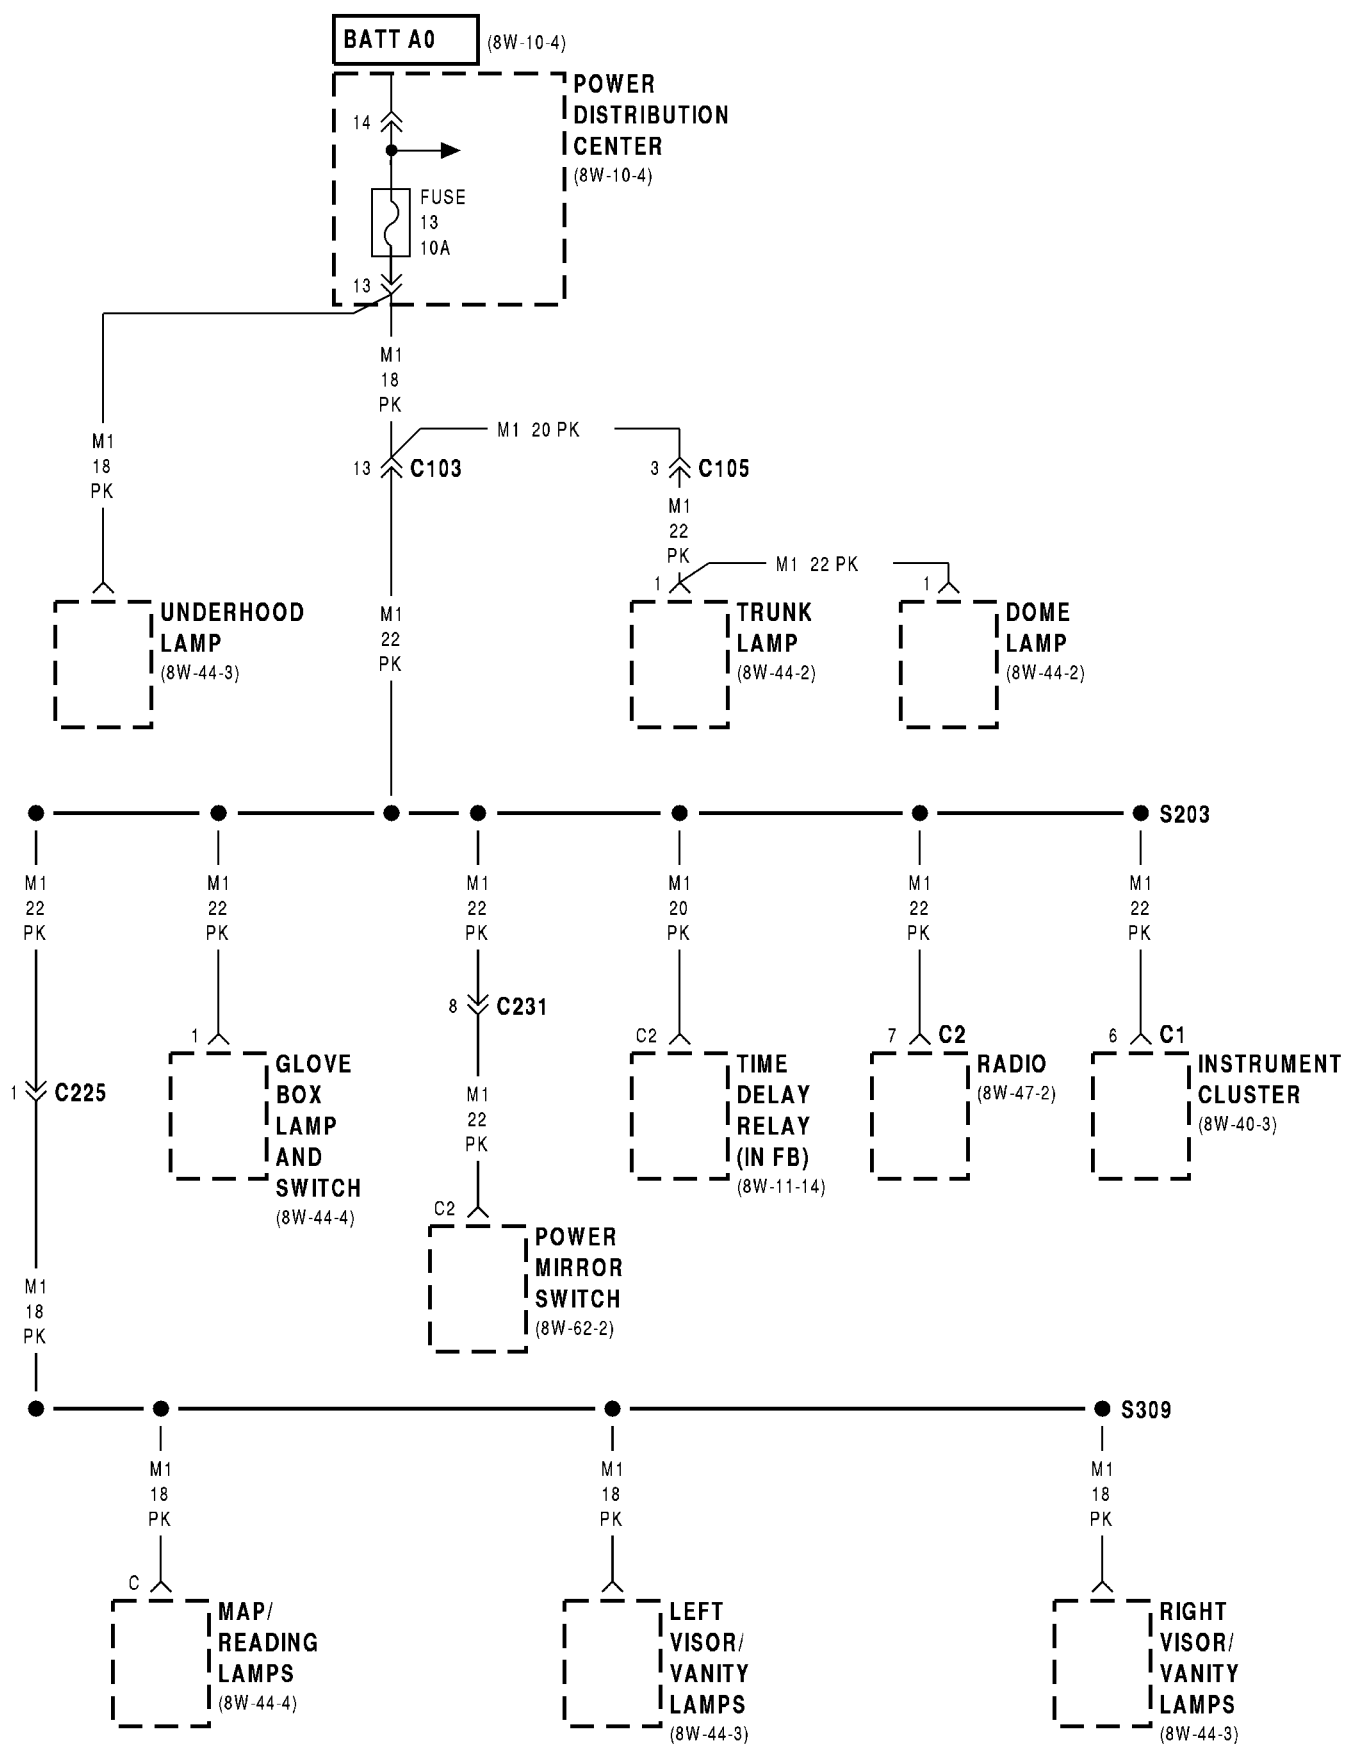 BATT A0 (8W-10-4)
POWER
DISTRIBUTION
CENTER
(8W-10-4)
14
FUSE
13
10A
13
M1
18
PK
M1
18
PK
M1 20 PK
13 C103
3 C105
M1
22
PK
M1 22 PK
1
1
UNDERHOOD
LAMP
(8W-44-3)
M1
22
PK
TRUNK
LAMP
(8W-44-2)
DOME
LAMP
(8W-44-2)
S203
M1
22
PK
M1
22
PK
M1
22
PK
M1
20
PK
M1
22
PK
M1
22
PK
8 C231
1 C225
1
GLOVE
BOX
LAMP
AND
SWITCH
(8W-44-4)
M1
22
PK
C2
POWER
MIRROR
SWITCH
(8W-62-2)
C2
TIME
DELAY
RELAY
(IN FB)
(8W-11-14)
7 C2
RADIO
(8W-47-2)
6 C1
INSTRUMENT
CLUSTER
(8W-40-3)
M1
18
PK
S309
M1
18
PK
M1
18
PK
M1
18
PK
C
MAP/
READING
LAMPS
(8W-44-4)
LEFT
VISOR/
VANITY
LAMPS
(8W-44-3)
RIGHT
VISOR/
VANITY
LAMPS
(8W-44-3)